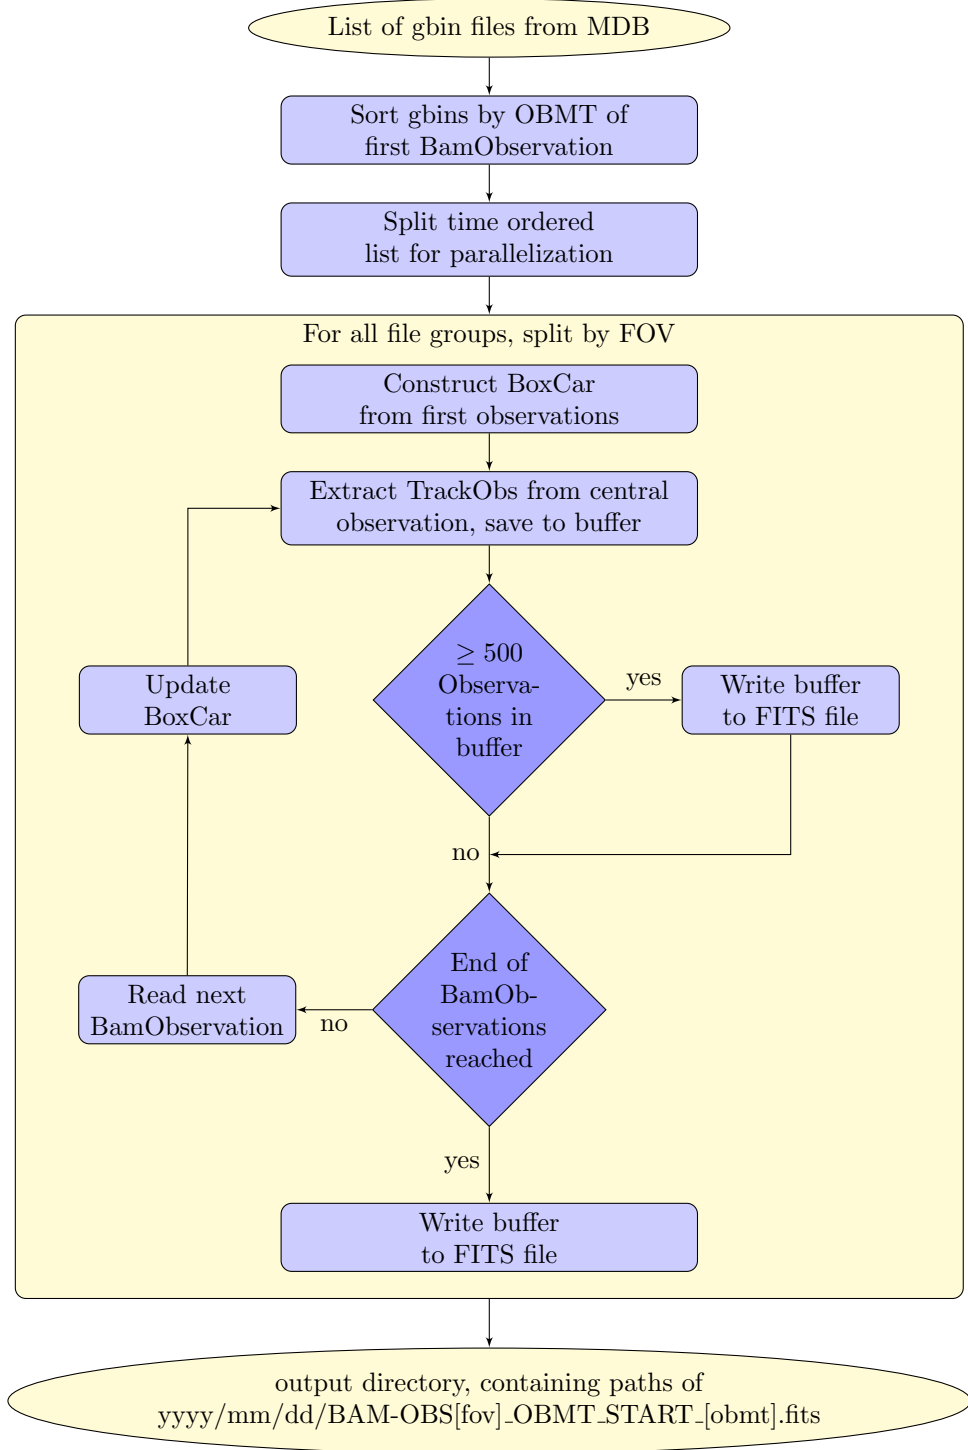 List of gbin files from MDB
Sort gbins by OBMT of
first BamObservation
Split time ordered
list for parallelization
For all file groups, split by FOV
Construct BoxCar
from first observations
Extract TrackObs from central
observation, save to buffer
≥ 500
Observa-
tions in
buffer
yes
Write buffer
to FITS file
Update
BoxCar
no
End of
BamOb-
servations
reached
no
Read next
BamObservation
yes
Write buffer
to FITS file
output directory, containing paths of
yyyy/mm/dd/BAM-OBS[fov]_OBMT_START_[obmt].fits